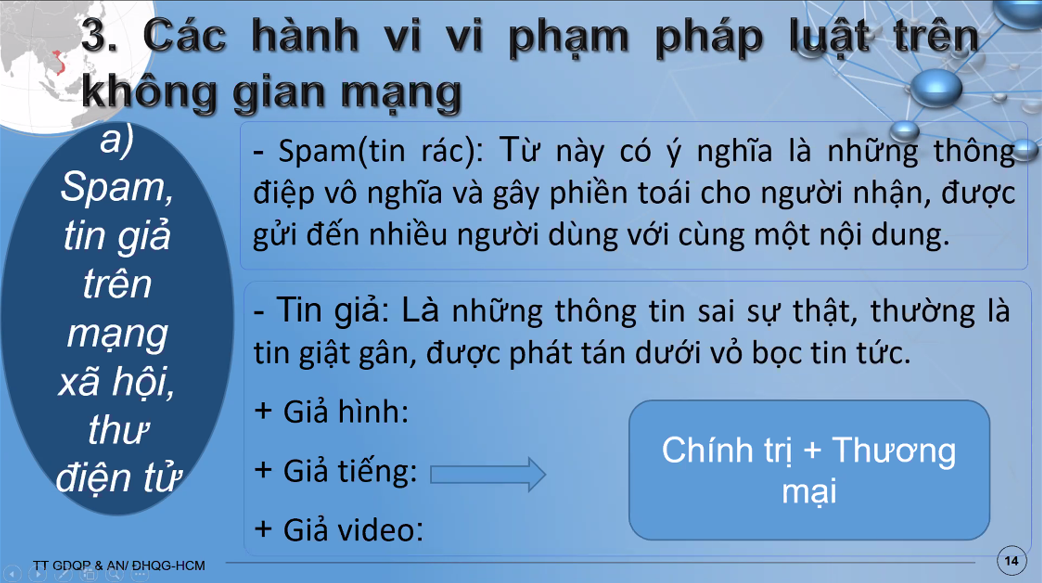 3. Các hành vi vi phạm pháp luật trên
không gian mạng
a)
Spam,
tin giả
trên
mạng
xã hội,
thư
điện tử
- Spam(tin rác): Từ này có ý nghĩa là những thông
điệp vô nghĩa và gây phiền toái cho người nhận, được
gửi đến nhiều người dùng với cùng một nội dung.
- Tin giả: Là những thông tin sai sự thật, thường là
tin giật gân, được phát tán dưới vỏ bọc tin tức.
+ Giả hình:
+ Giả tiếng:
+ Giả video:
Chính trị + Thương
mại
TT GDQP & AN/ ĐHQG-HCM
14